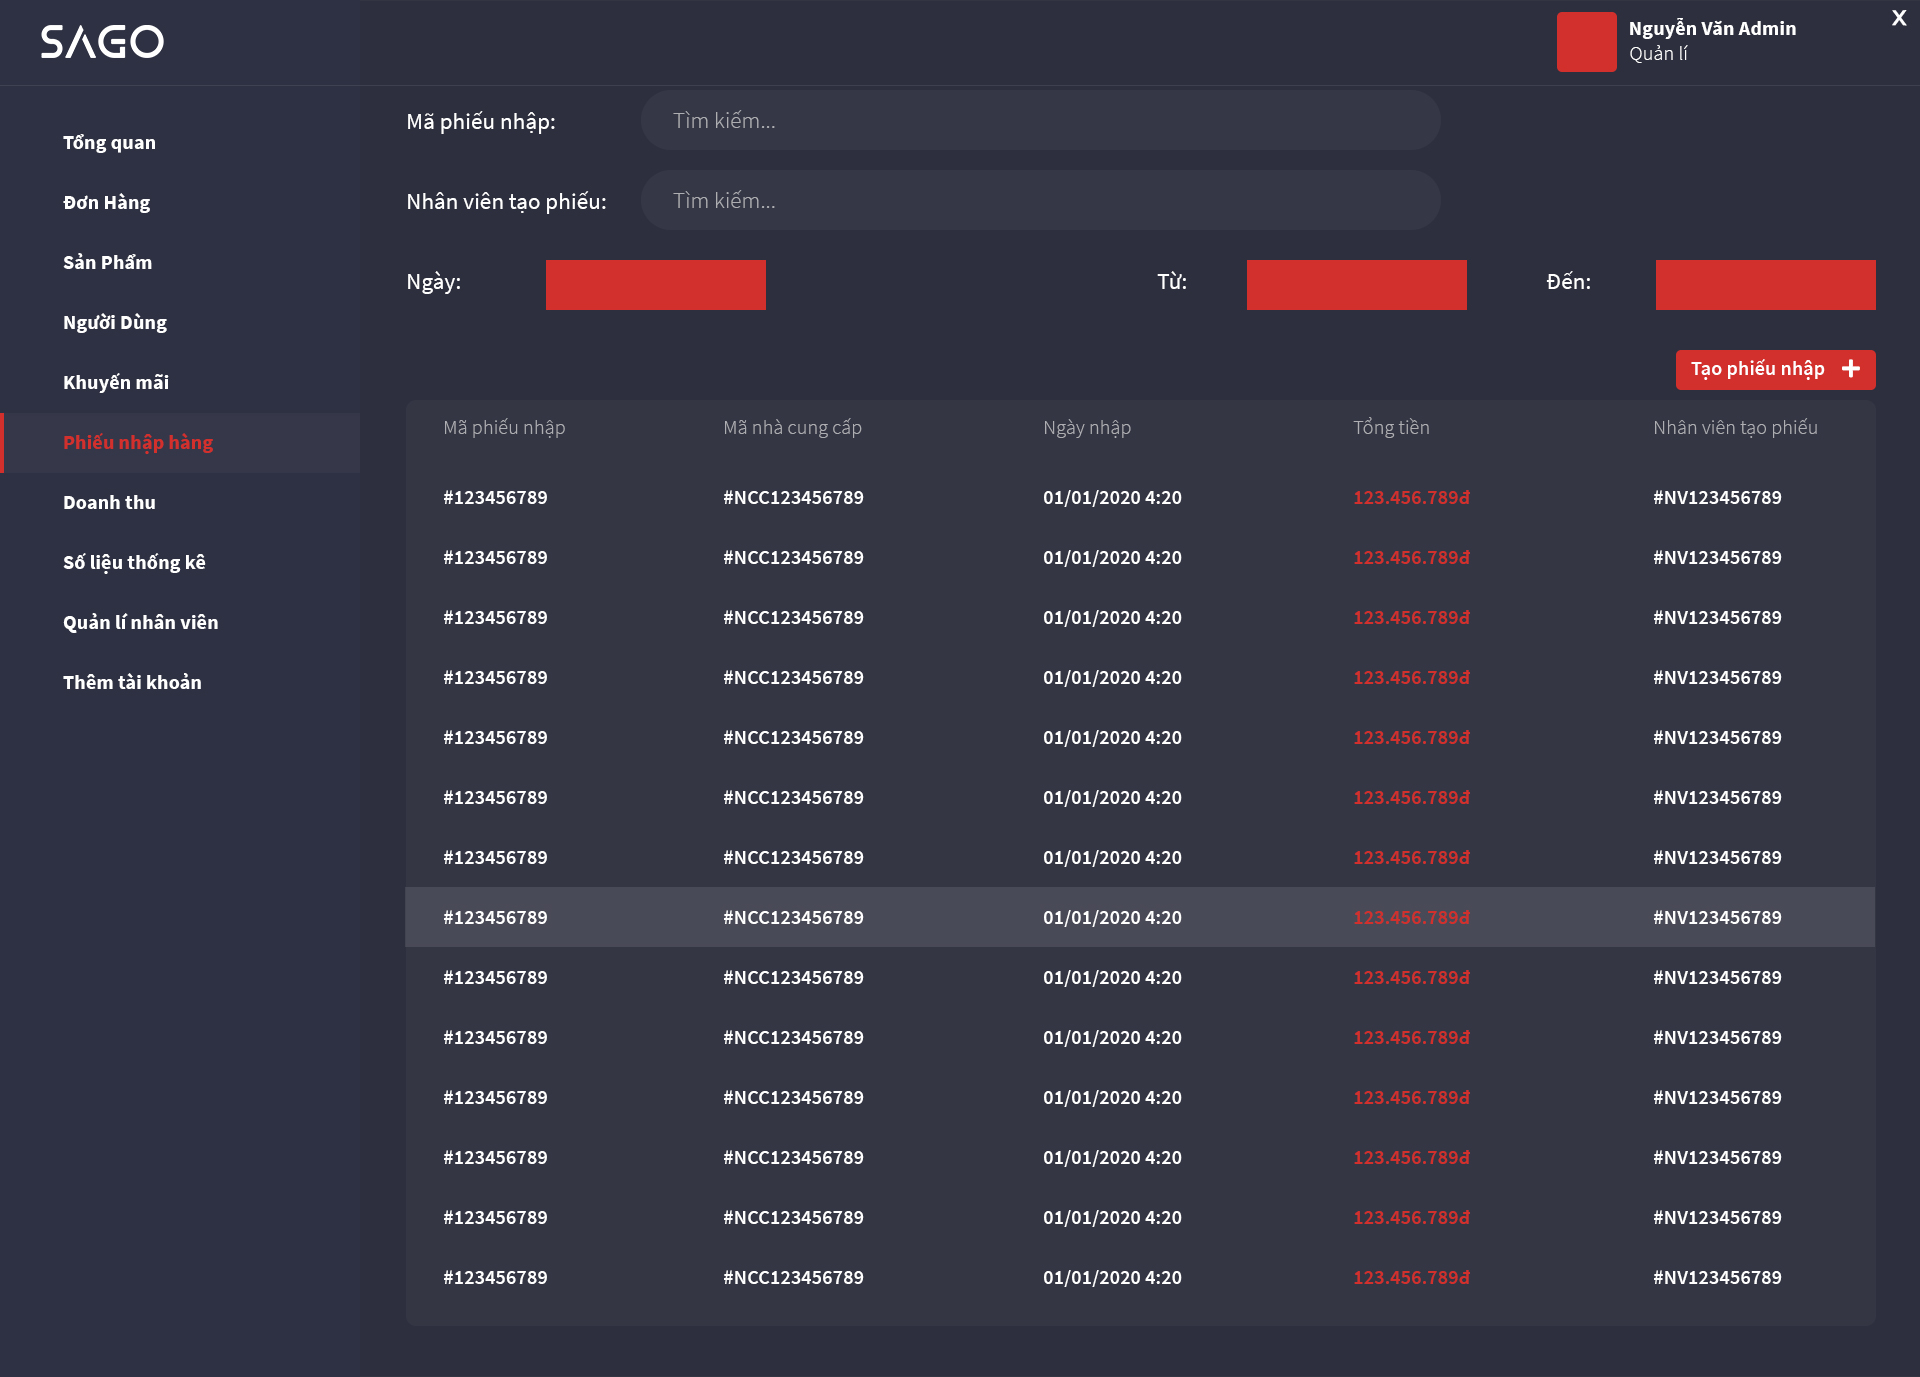 SAGO
Nguyễn Văn Admin
Quản lí
X
Tổng quan
Đơn Hàng
Sản Phẩm
Người Dùng
Khuyến mãi
Phiếu nhập hàng
Doanh thu
Số liệu thống kê
Quản lí nhân viên
Thêm tài khoản
Mã phiếu nhập: Tìm kiếm...
Nhân viên tạo phiếu: Tìm kiếm...
Ngày: Từ: Đến:
Tạo phiếu nhập +
Mã phiếu nhập Mã nhà cung cấp Ngày nhập Tổng tiền Nhân viên tạo phiếu
#123456789 #NCC123456789 01/01/2020 4:20 123.456.789đ #NV123456789
#123456789 #NCC123456789 01/01/2020 4:20 123.456.789đ #NV123456789
#123456789 #NCC123456789 01/01/2020 4:20 123.456.789đ #NV123456789
#123456789 #NCC123456789 01/01/2020 4:20 123.456.789đ #NV123456789
#123456789 #NCC123456789 01/01/2020 4:20 123.456.789đ #NV123456789
#123456789 #NCC123456789 01/01/2020 4:20 123.456.789đ #NV123456789
#123456789 #NCC123456789 01/01/2020 4:20 123.456.789đ #NV123456789
#123456789 #NCC123456789 01/01/2020 4:20 123.456.789đ #NV123456789
#123456789 #NCC123456789 01/01/2020 4:20 123.456.789đ #NV123456789
#123456789 #NCC123456789 01/01/2020 4:20 123.456.789đ #NV123456789
#123456789 #NCC123456789 01/01/2020 4:20 123.456.789đ #NV123456789
#123456789 #NCC123456789 01/01/2020 4:20 123.456.789đ #NV123456789
#123456789 #NCC123456789 01/01/2020 4:20 123.456.789đ #NV123456789
#123456789 #NCC123456789 01/01/2020 4:20 123.456.789đ #NV123456789